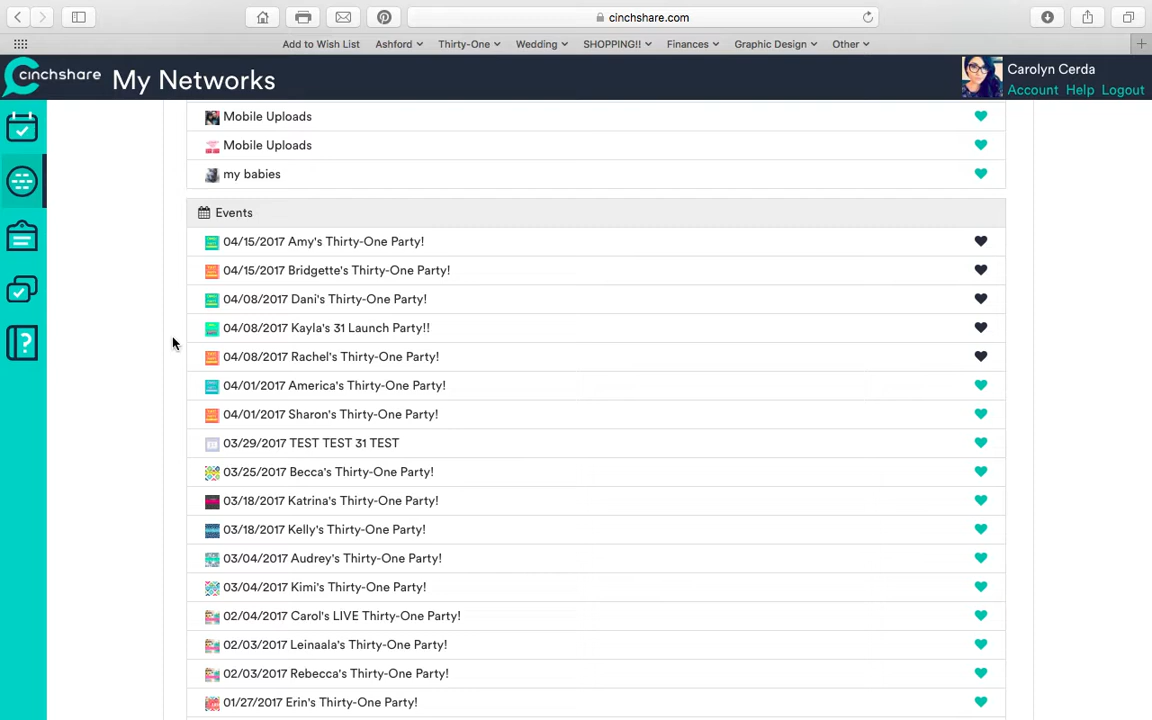 cinchshare.com
Add to Wish List Ashford Thirty-One Wedding SHOPPING!! Finances Graphic Design Other
cinchshare My Networks Carolyn Cerda
Account Help Logout
Mobile Uploads
Mobile Uploads
my babies
Events
04/15/2017 Amy's Thirty-One Party!
04/15/2017 Bridgette's Thirty-One Party!
04/08/2017 Dani's Thirty-One Party!
04/08/2017 Kayla's 31 Launch Party!!
04/08/2017 Rachel's Thirty-One Party!
04/01/2017 America's Thirty-One Party!
04/01/2017 Sharon's Thirty-One Party!
03/29/2017 TEST TEST 31 TEST
03/25/2017 Becca's Thirty-One Party!
03/18/2017 Katrina's Thirty-One Party!
03/18/2017 Kelly's Thirty-One Party!
03/04/2017 Audrey's Thirty-One Party!
03/04/2017 Kimi's Thirty-One Party!
02/04/2017 Carol's LIVE Thirty-One Party!
02/03/2017 Leinaala's Thirty-One Party!
02/03/2017 Rebecca's Thirty-One Party!
01/27/2017 Erin's Thirty-One Party!